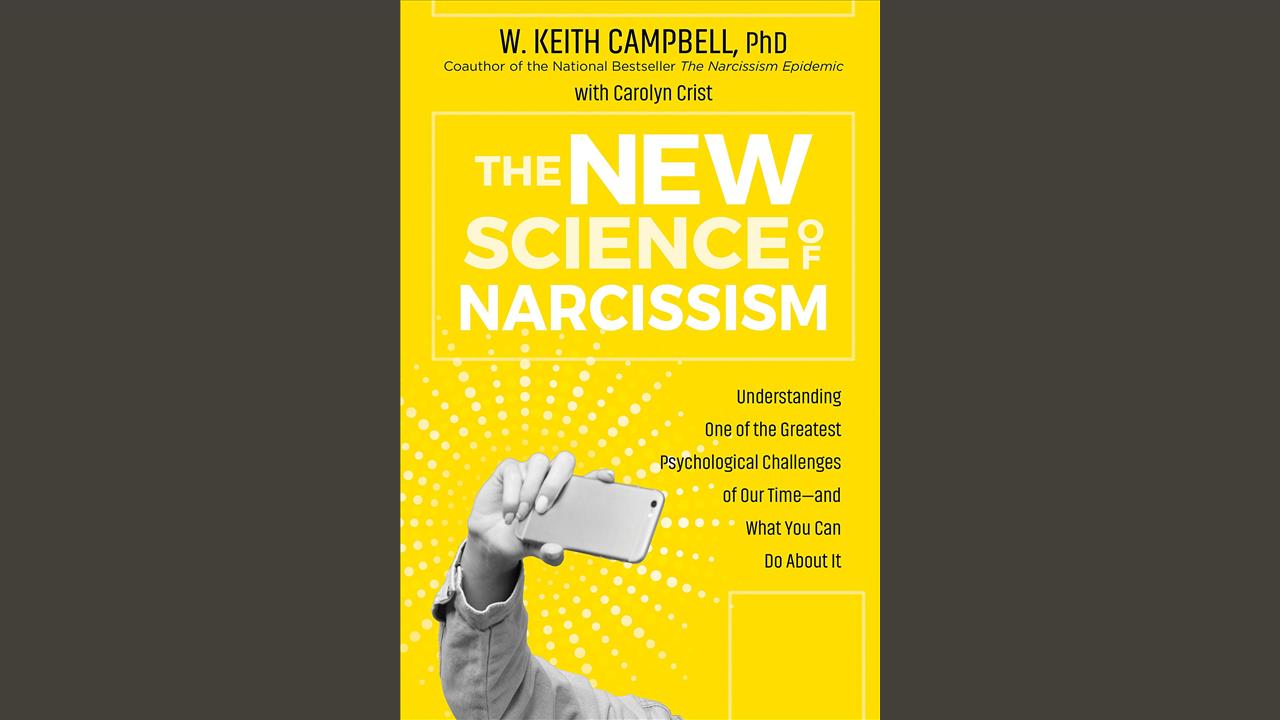 W. KEITH CAMPBELL, PhD
Coauthor of the National Bestseller The Narcissism Epidemic
with Carolyn Crist
THE NEW
SCIENCE OF
NARCISSISM
Understanding
One of the Greatest
Psychological Challenges
of Our Time—and
What You Can
Do About It